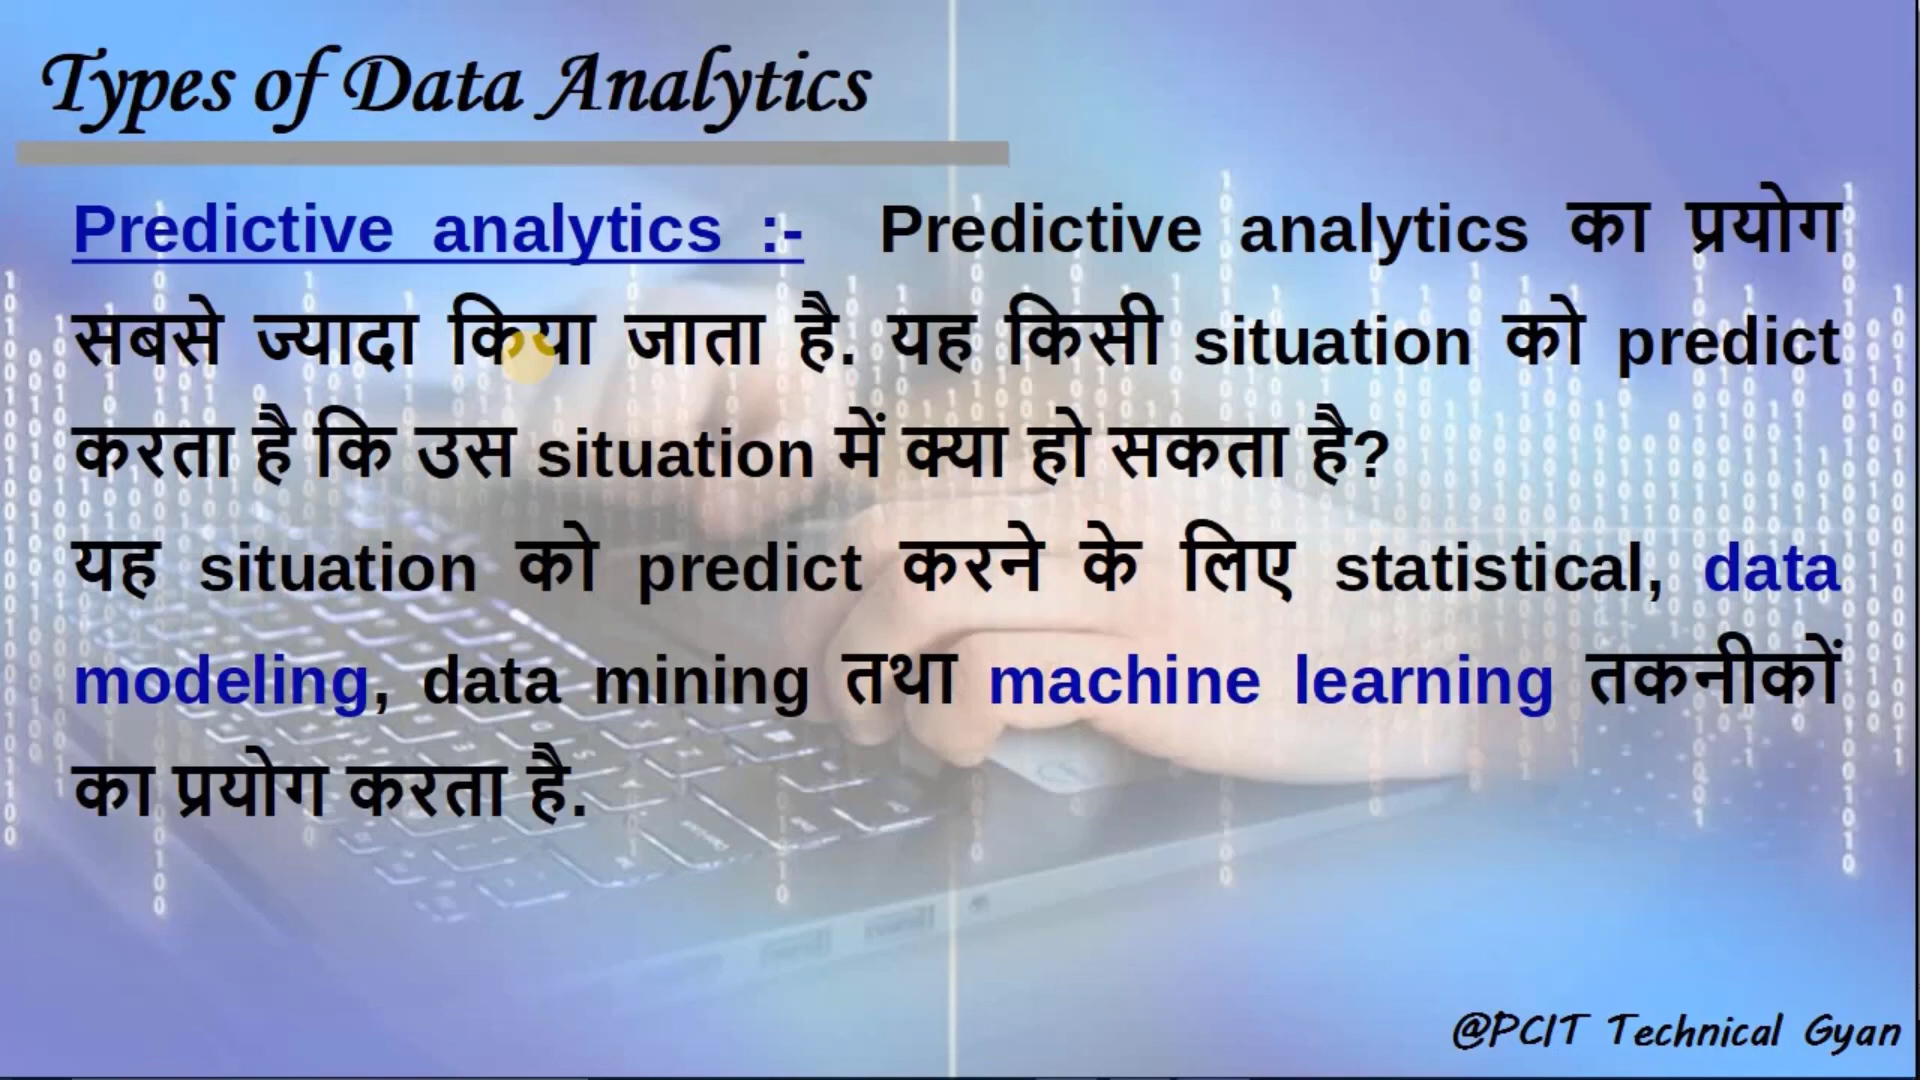 Types of Data Analytics
Predictive analytics :- Predictive analytics का प्रयोग
सबसे ज्यादा किया जाता है. यह किसी situation को predict
करता है कि उस situation में क्या हो सकता है?
यह situation को predict करने के लिए statistical, data
modeling, data mining तथा machine learning तकनीकों
का प्रयोग करता है.
@PCIT Technical Gyan